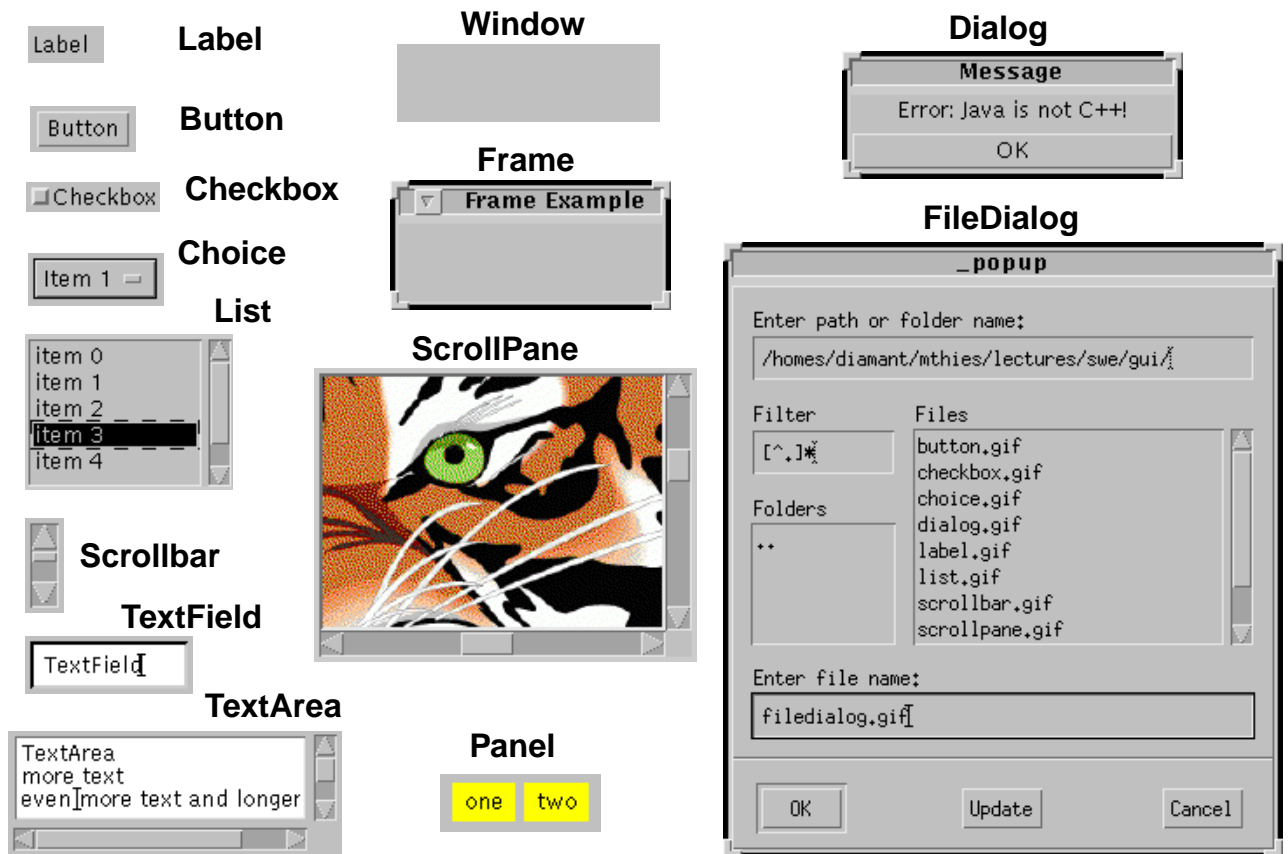 Label
Label
Button
Button
Checkbox
Checkbox
Choice
Item 1
List
item 0
item 1
item 2
item 3
item 4
Scrollbar
TextField
TextField
TextArea
TextArea
more text
even more text and longer
Window
Frame
Frame Example
ScrollPane
Panel
one two
Dialog
Message
Error: Java is not C++!
OK
FileDialog
_popup
Enter path or folder name:
/homes/diamant/mthies/lectures/swe/gui/
Filter
[^.]*
Folders
..
Files
button.gif
checkbox.gif
choice.gif
dialog.gif
label.gif
list.gif
scrollbar.gif
scrollpane.gif
Enter file name:
filedialog.gif
OK Update Cancel